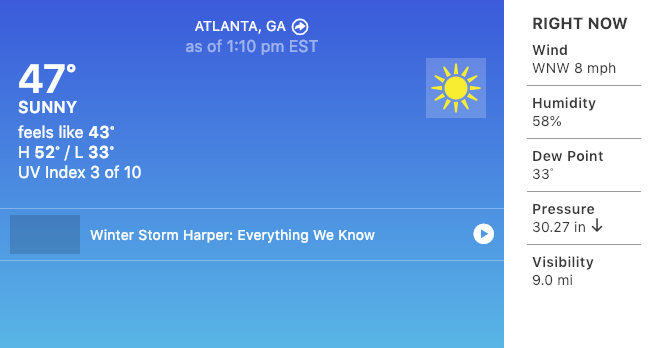 ATLANTA, GA
as of 1:10 pm EST
47°
SUNNY
feels like 43°
H 52° / L 33°
UV Index 3 of 10
Winter Storm Harper: Everything We Know
RIGHT NOW
Wind
WNW 8 mph
Humidity
58%
Dew Point
33°
Pressure
30.27 in ↓
Visibility
9.0 mi